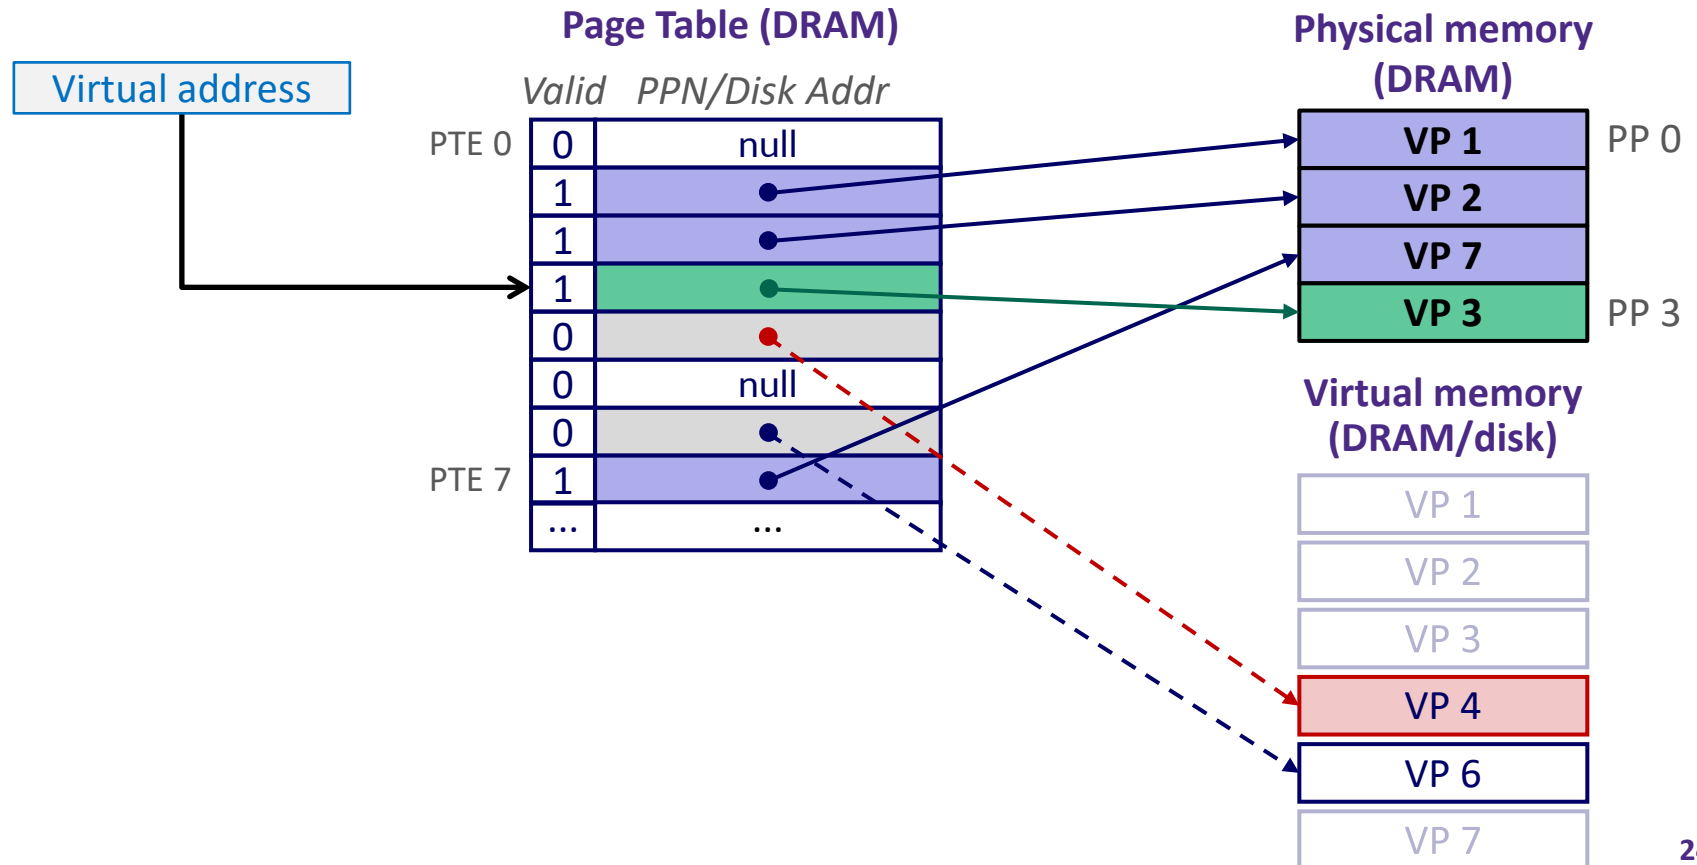 Page Table (DRAM)
Physical memory
(DRAM)
Virtual address
Valid PPN/Disk Addr
PTE 0 0 null
1
1
1
0
0 null
0
PTE 7 1
... ...
VP 1 PP 0
VP 2
VP 7
VP 3 PP 3
Virtual memory
(DRAM/disk)
VP 1
VP 2
VP 3
VP 4
VP 6
VP 7